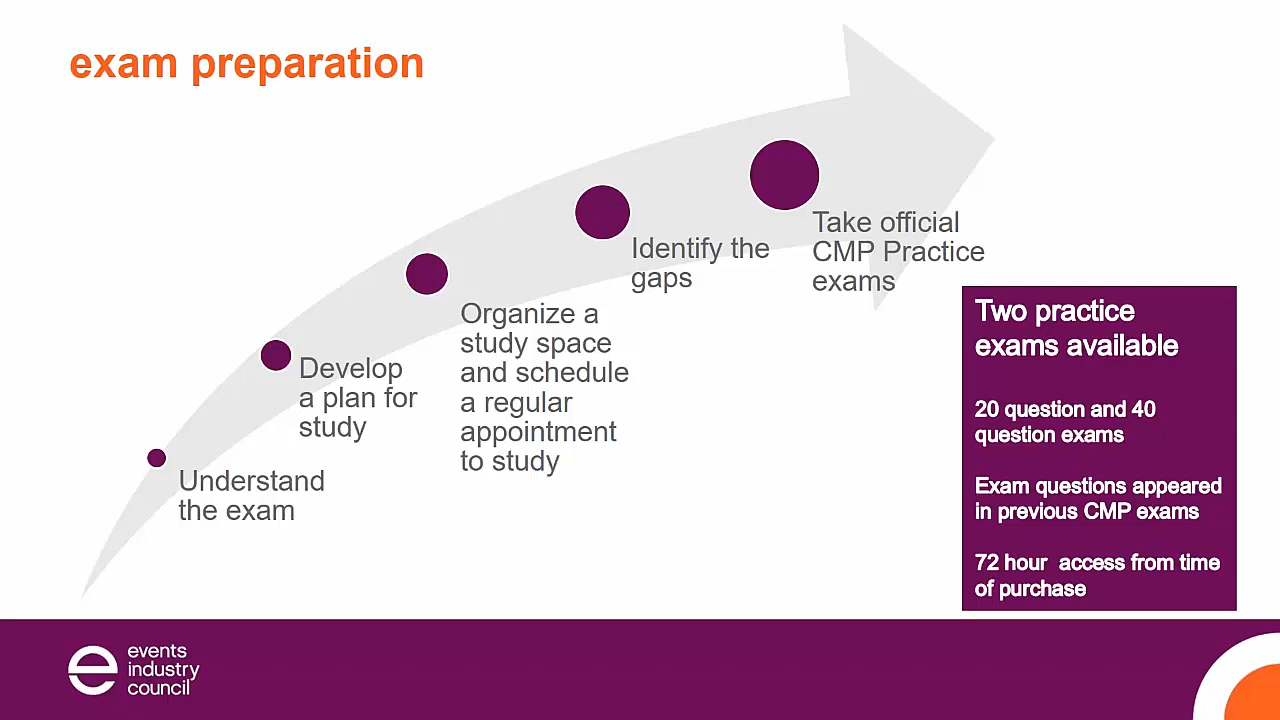 exam preparation
Understand
the exam
Develop
a plan for
study
Organize a
study space
and schedule
a regular
appointment
to study
Identify the
gaps
Take official
CMP Practice
exams
Two practice
exams available
20 question and 40
question exams
Exam questions appeared
in previous CMP exams
72 hour  access from time
of purchase
events
industry
council